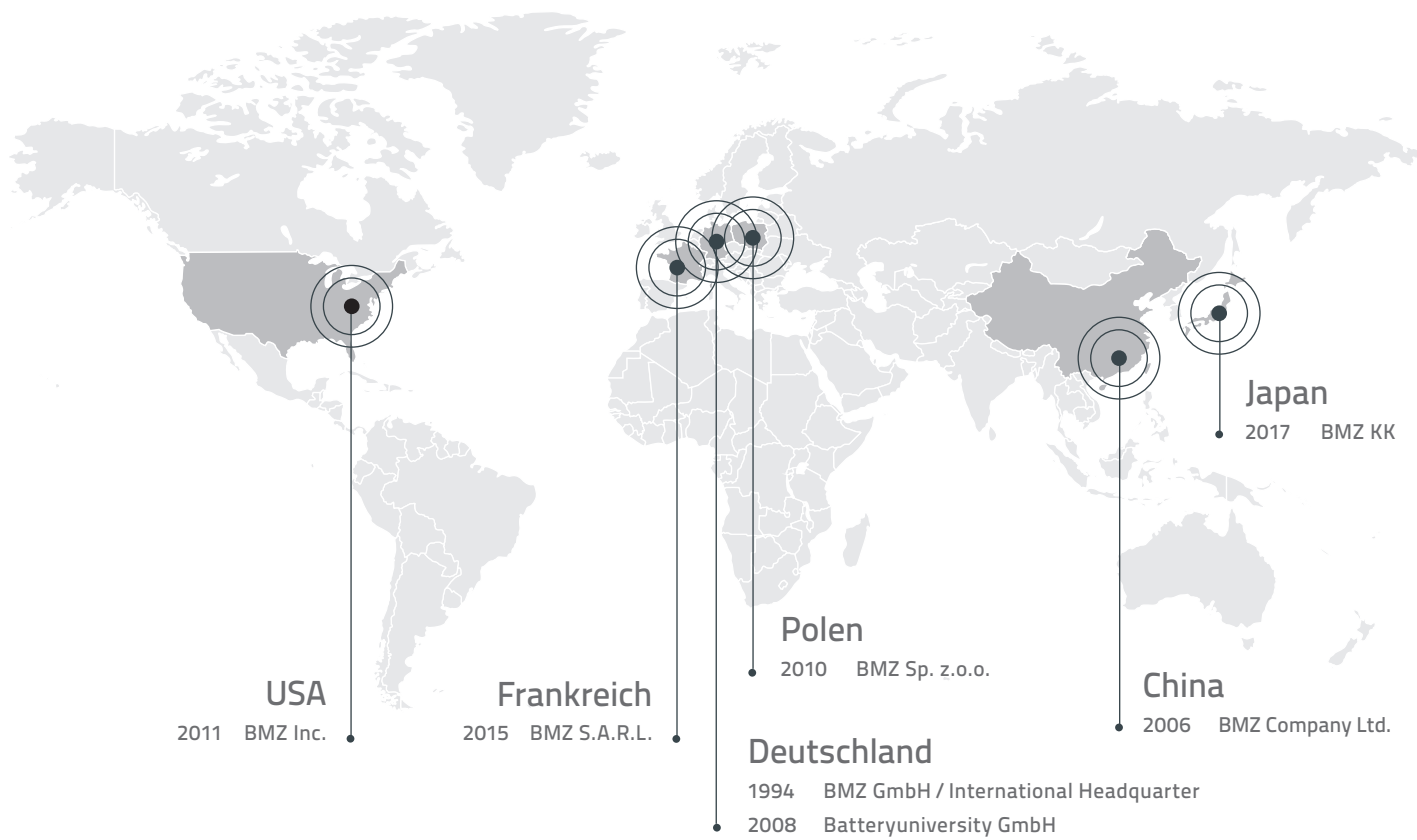 Japan
2017 BMZ KK
Polen
2010 BMZ Sp. z.o.o.
USA
2011 BMZ Inc.
Frankreich
2015 BMZ S.A.R.L.
China
2006 BMZ Company Ltd.
Deutschland
1994 BMZ GmbH / International Headquarter
2008 Batteryuniversity GmbH